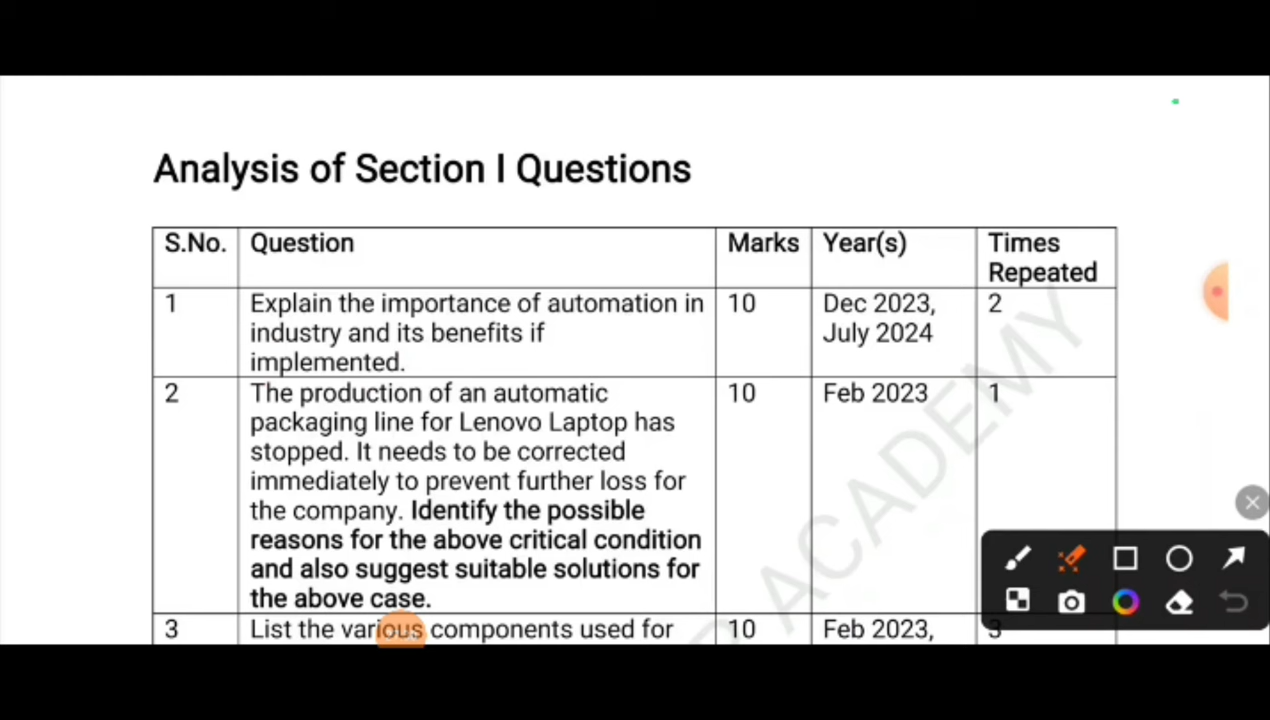 Analysis of Section I Questions
S.No. Question Marks Year(s) Times
Repeated
1 Explain the importance of automation in 10 Dec 2023, 2
industry and its benefits if July 2024
implemented.
2 The production of an automatic 10 Feb 2023 1
packaging line for Lenovo Laptop has
stopped. It needs to be corrected
immediately to prevent further loss for
the company. Identify the possible
reasons for the above critical condition
and also suggest suitable solutions for
the above case.
3 List the various components used for 10 Feb 2023, 3
ACADEMY